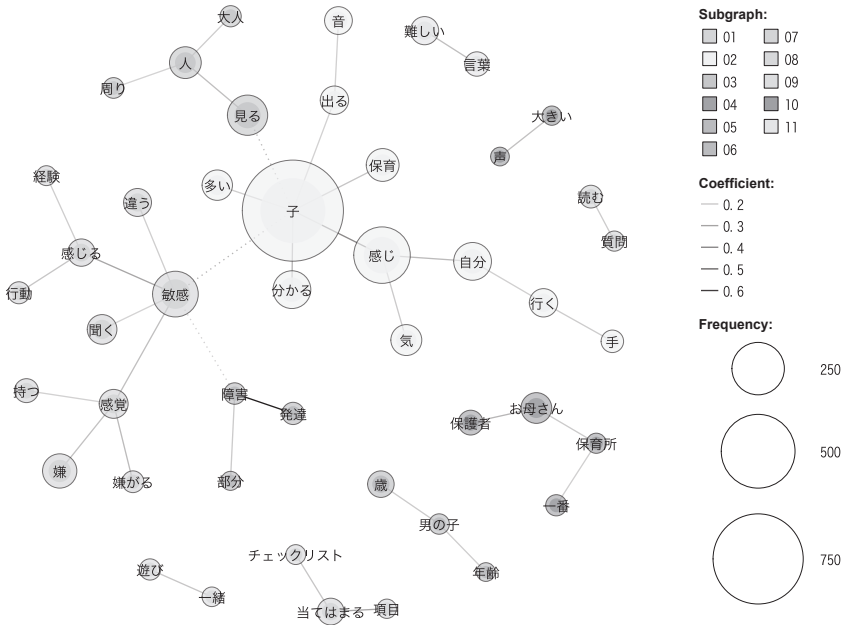 大人
音
難しい
人
言葉
周り
出る
見る
大きい
保育
声
経験
多い
違う
子
読む
感じる
感じ
自分
質問
行動
敏感
分かる
行く
聞く
気
手
持つ
感覚
障害
発達
お母さん
保護者
保育所
嫌
嫌がる
部分
歳
一番
男の子
チェックリスト
遊び
年齢
一緒
当てはまる
項目
Subgraph:
01 07
02 08
03 09
04 10
05 11
06
Coefficient:
0.2
0.3
0.4
0.5
0.6
Frequency:
250
500
750